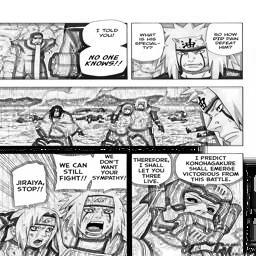 SO HOW
DID PAIN
DEFEAT
HIM?
WHAT
IS HIS
SPECIAL-
TY?
I TOLD
YOU!
NO ONE
KNOWS!!
I PREDICT
KONOHAGAKURE
SHALL EMERGE
VICTORIOUS FROM
THIS BATTLE.
THEREFORE,
I SHALL
LET YOU
THREE
LIVE.
WE
DON'T
WANT YOUR
SYMPATHY!
WE CAN
STILL
FIGHT!!
JIRAIYA,
STOP!!